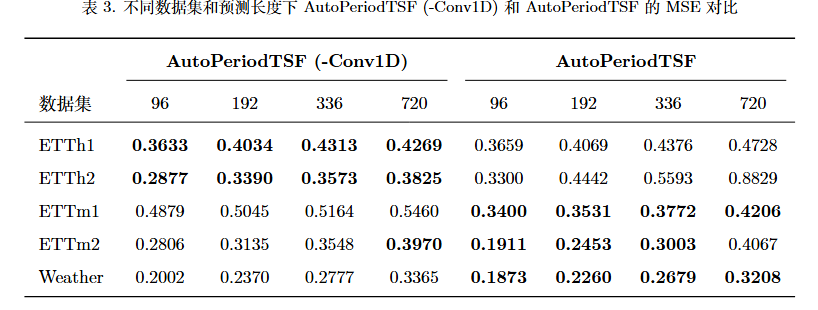 表 3. 不同数据集和预测长度下 AutoPeriodTSF (-Conv1D) 和 AutoPeriodTSF 的 MSE 对比
AutoPeriodTSF (-Conv1D) AutoPeriodTSF
数据集 96 192 336 720 96 192 336 720
ETTh1 0.3633 0.4034 0.4313 0.4269 0.3659 0.4069 0.4376 0.4728
ETTh2 0.2877 0.3390 0.3573 0.3825 0.3300 0.4442 0.5593 0.8829
ETTm1 0.4879 0.5045 0.5164 0.5460 0.3400 0.3531 0.3772 0.4206
ETTm2 0.2806 0.3135 0.3548 0.3970 0.1911 0.2453 0.3003 0.4067
Weather 0.2002 0.2370 0.2777 0.3365 0.1873 0.2260 0.2679 0.3208